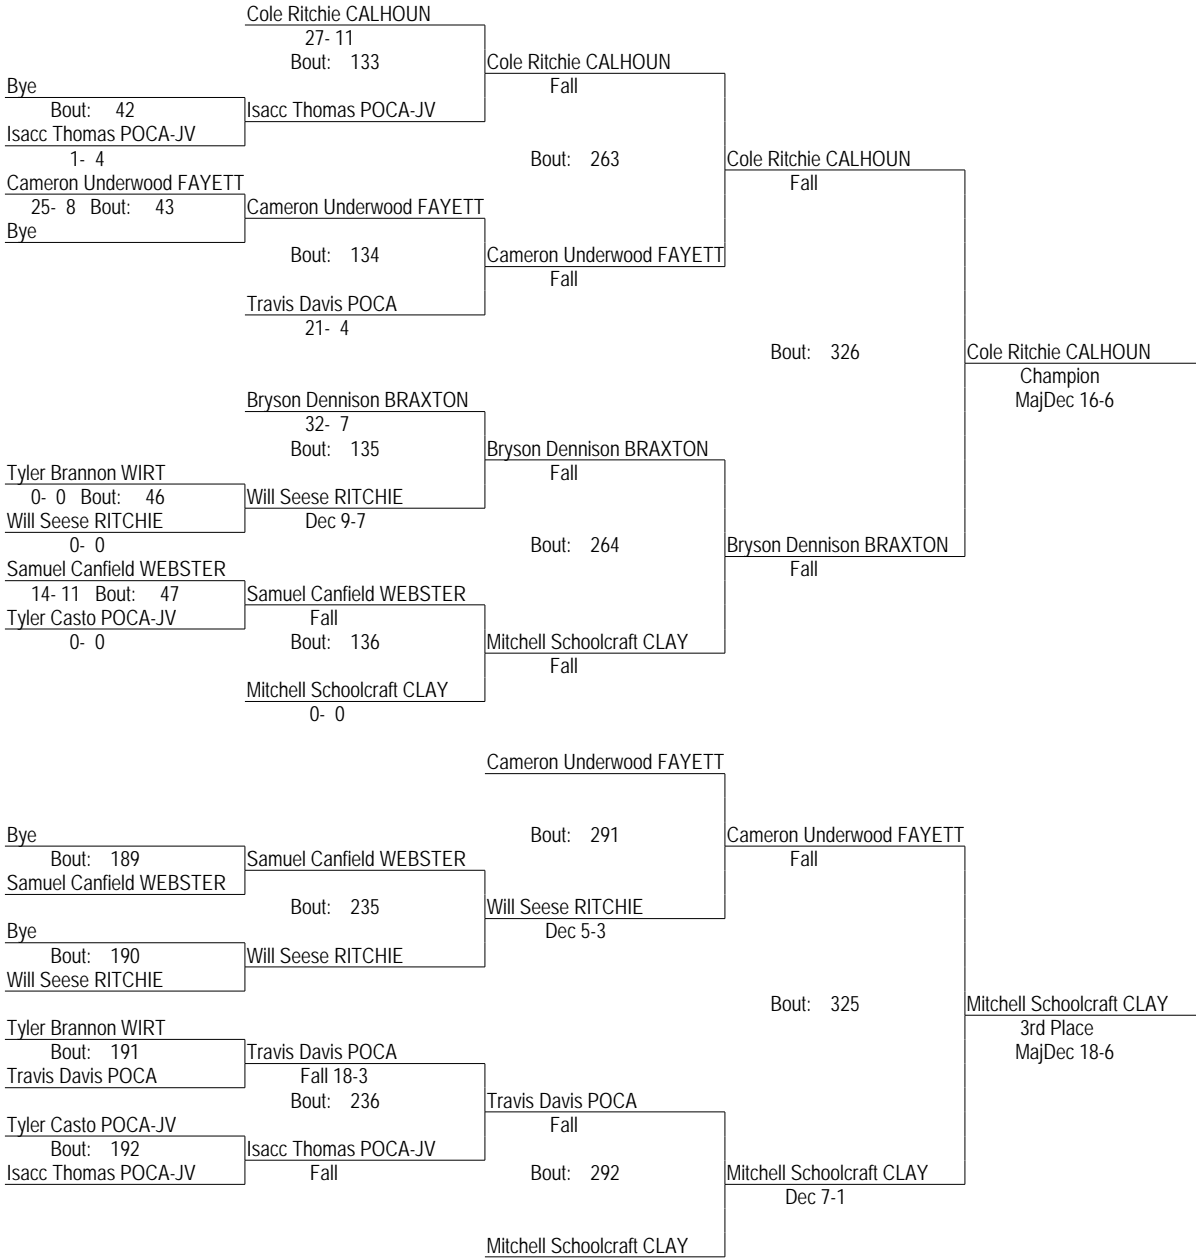 Cole Ritchie CALHOUN
27- 11
Bout: 133
Cole Ritchie CALHOUN
Fall
Bye
Bout: 42
Isacc Thomas POCA-JV
Isacc Thomas POCA-JV
1- 4
Bout: 263
Cole Ritchie CALHOUN
Fall
Cameron Underwood FAYETT
25- 8 Bout: 43
Cameron Underwood FAYETT
Bye
Bout: 134
Cameron Underwood FAYETT
Fall
Travis Davis POCA
21- 4
Bout: 326
Cole Ritchie CALHOUN
Champion
MajDec 16-6
Bryson Dennison BRAXTON
32- 7
Bout: 135
Bryson Dennison BRAXTON
Fall
Tyler Brannon WIRT
0- 0 Bout: 46
Will Seese RITCHIE
Will Seese RITCHIE
Dec 9-7
0- 0
Bout: 264
Bryson Dennison BRAXTON
Fall
Samuel Canfield WEBSTER
14- 11 Bout: 47
Samuel Canfield WEBSTER
Tyler Casto POCA-JV
Fall
0- 0
Bout: 136
Mitchell Schoolcraft CLAY
Fall
Mitchell Schoolcraft CLAY
0- 0
Cameron Underwood FAYETT
Bye
Bout: 291
Cameron Underwood FAYETT
Bout: 189
Samuel Canfield WEBSTER
Fall
Samuel Canfield WEBSTER
Bout: 235
Will Seese RITCHIE
Dec 5-3
Bye
Bout: 190
Will Seese RITCHIE
Will Seese RITCHIE
Bout: 325
Mitchell Schoolcraft CLAY
3rd Place
MajDec 18-6
Tyler Brannon WIRT
Bout: 191
Travis Davis POCA
Travis Davis POCA
Fall 18-3
Bout: 236
Travis Davis POCA
Fall
Tyler Casto POCA-JV
Bout: 192
Isacc Thomas POCA-JV
Isacc Thomas POCA-JV
Fall
Bout: 292
Mitchell Schoolcraft CLAY
Dec 7-1
Mitchell Schoolcraft CLAY